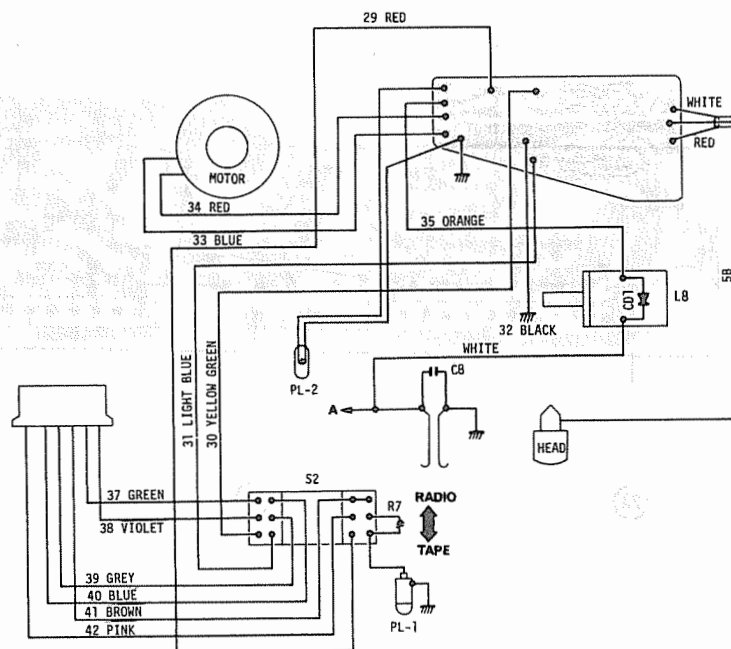 29 RED
WHITE
RED
MOTOR
34 RED
35 ORANGE
33 BLUE
5B
CD1
L8
32 BLACK
WHITE
PL-2
C8
31 LIGHT BLUE
30 YELLOW GREEN
A
HEAD
S2
37 GREEN
R7
RADIO
38 VIOLET
TAPE
39 GREY
40 BLUE
41 BROWN
42 PINK
PL-1